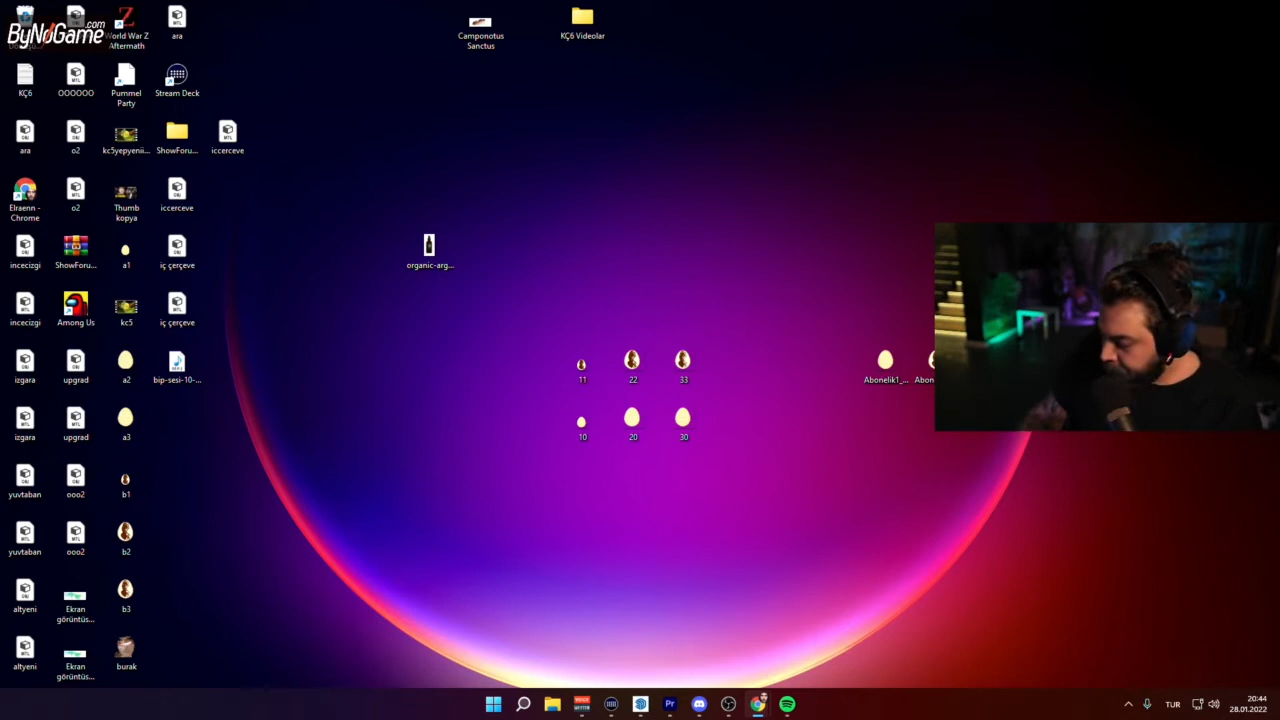 ByNoGame.com
World War Z
Aftermath
ara
Camponotus
Sanctus
KÇ6 Videolar
KÇ6
OOOOOO
Pummel
Party
Stream Deck
ara
o2
kc5yepyenii...
ShowForu...
iccerceve
Elraenn -
Chrome
o2
Thumb
kopya
iccerceve
incecizgi
ShowForu...
a1
iç çerçeve
organic-arg...
incecizgi
Among Us
kc5
iç çerçeve
izgara
upgrad
a2
bip-sesi-10-...
11
22
33
Abonelik1_...
Abon
izgara
upgrad
a3
10
20
30
yuvtaban
ooo2
b1
yuvtaban
ooo2
b2
altyeni
Ekran
görüntüs...
b3
altyeni
Ekran
görüntüs...
burak
TUR
20:44
28.01.2022